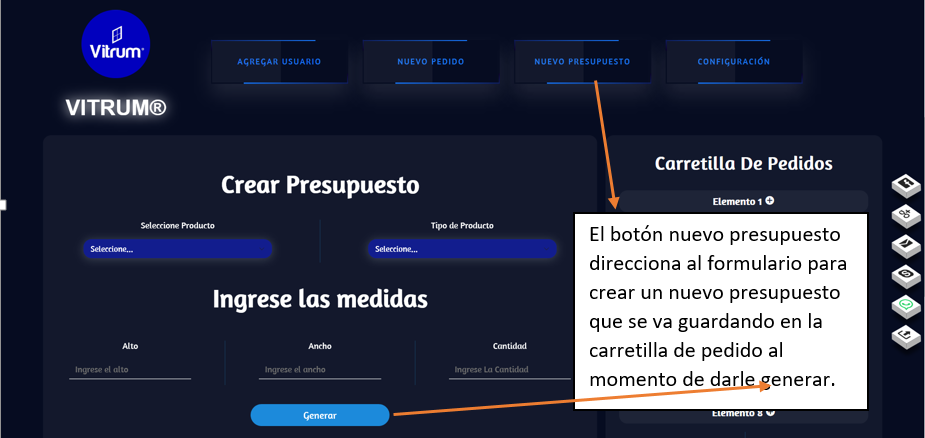 Vitrum
VITRUM®
AGREGAR USUARIO
NUEVO PEDIDO
NUEVO PRESUPUESTO
CONFIGURACIÓN
Crear Presupuesto
Seleccione Producto
Tipo de Producto
Seleccione...
Seleccione...
Ingrese las medidas
Alto
Ancho
Cantidad
Ingrese el alto
Ingrese el ancho
Ingrese La Cantidad
Generar
Carretilla De Pedidos
Elemento 1
El botón nuevo presupuesto
direcciona al formulario para
crear un nuevo presupuesto
que se va guardando en la
carretilla de pedido al
momento de darle generar.
Elemento 8